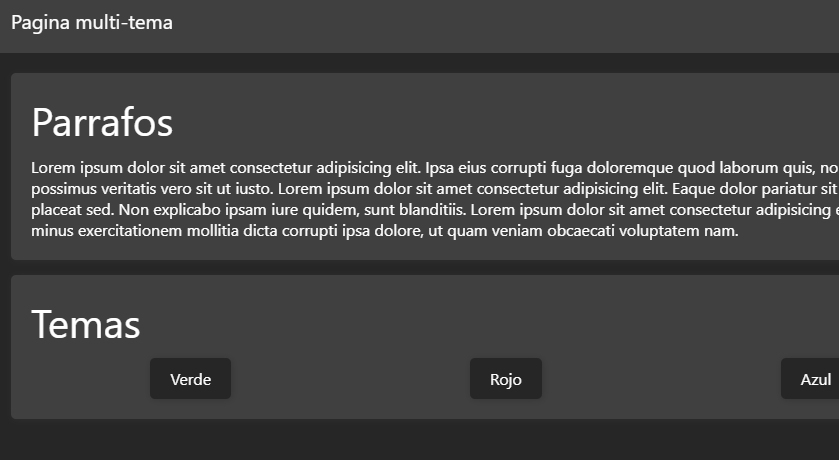 Pagina multi-tema
Parrafos
Lorem ipsum dolor sit amet consectetur adipisicing elit. Ipsa eius corrupti fuga doloremque quod laborum quis, no
possimus veritatis vero sit ut iusto. Lorem ipsum dolor sit amet consectetur adipisicing elit. Eaque dolor pariatur sit
placeat sed. Non explicabo ipsam iure quidem, sunt blanditiis. Lorem ipsum dolor sit amet consectetur adipisicing e
minus exercitationem mollitia dicta corrupti ipsa dolore, ut quam veniam obcaecati voluptatem nam.
Temas
Verde
Rojo
Azul